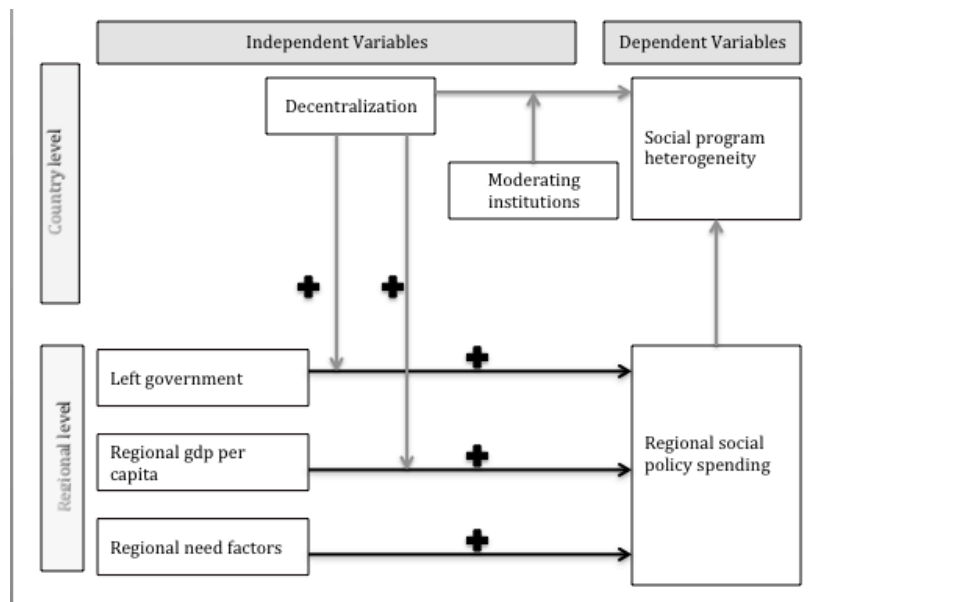 Independent Variables
Dependent Variables
Country level
Decentralization
Social program
heterogeneity
Moderating
institutions
Regional level
Left government
Regional gdp per
capita
Regional social
policy spending
Regional need factors